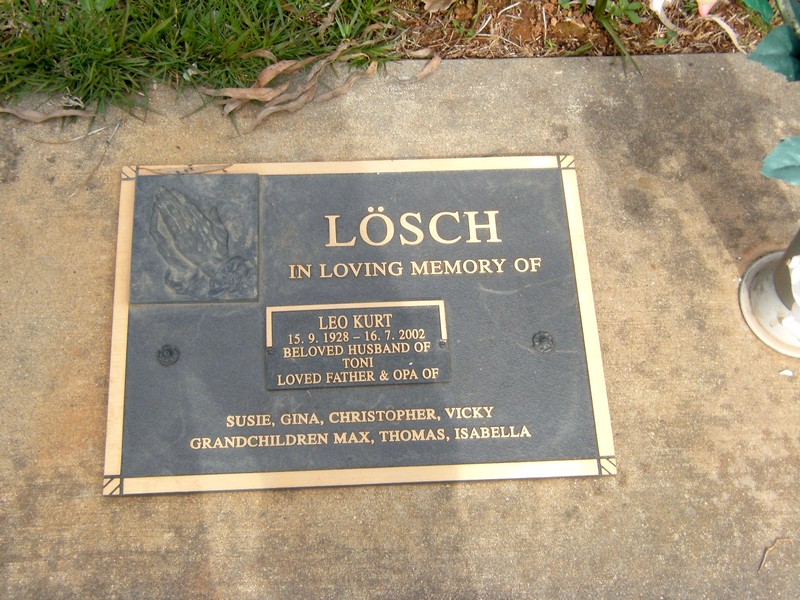 LÖSCH
IN LOVING MEMORY OF
LEO KURT
15. 9. 1928 – 16. 7. 2002
BELOVED HUSBAND OF
TONI
LOVED FATHER & OPA OF
SUSIE, GINA, CHRISTOPHER, VICKY
GRANDCHILDREN MAX, THOMAS, ISABELLA